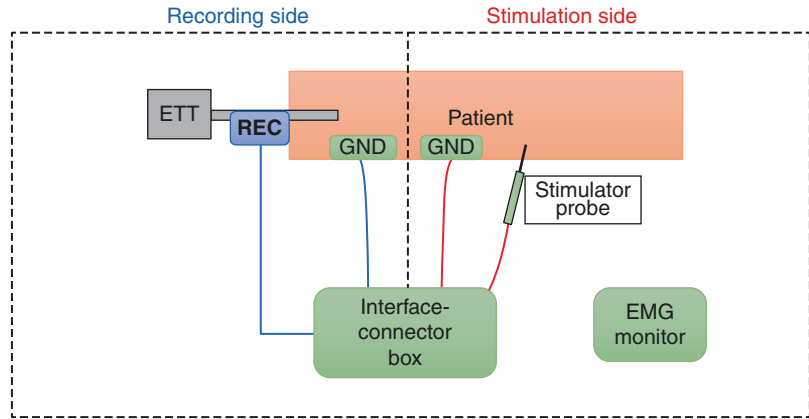 Recording side
Stimulation side
ETT
REC
Patient
GND
GND
Stimulator
probe
Interface-
connector
box
EMG
monitor